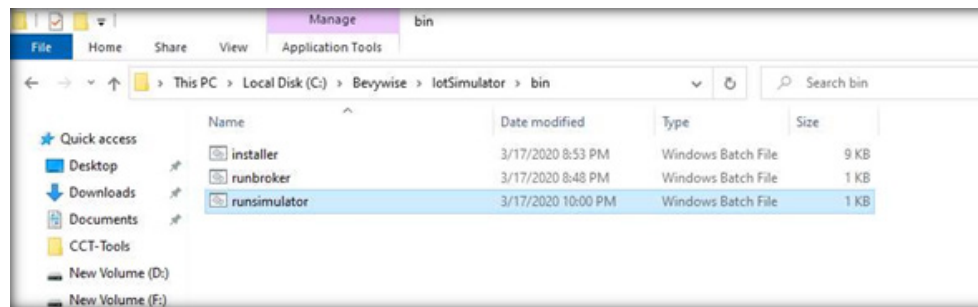 Manage bin
File Home Share View Application Tools
This PC > Local Disk (C:) > Bevywise > IotSimulator > bin Search bin
Name Date modified Type Size
Quick access
installer 3/17/2020 8:53 PM Windows Batch File 9 KB
Desktop
runbroker 3/17/2020 8:48 PM Windows Batch File 1 KB
Downloads
runsimulator 3/17/2020 10:00 PM Windows Batch File 1 KB
Documents
CCT-Tools
New Volume (D:)
New Volume (F:)